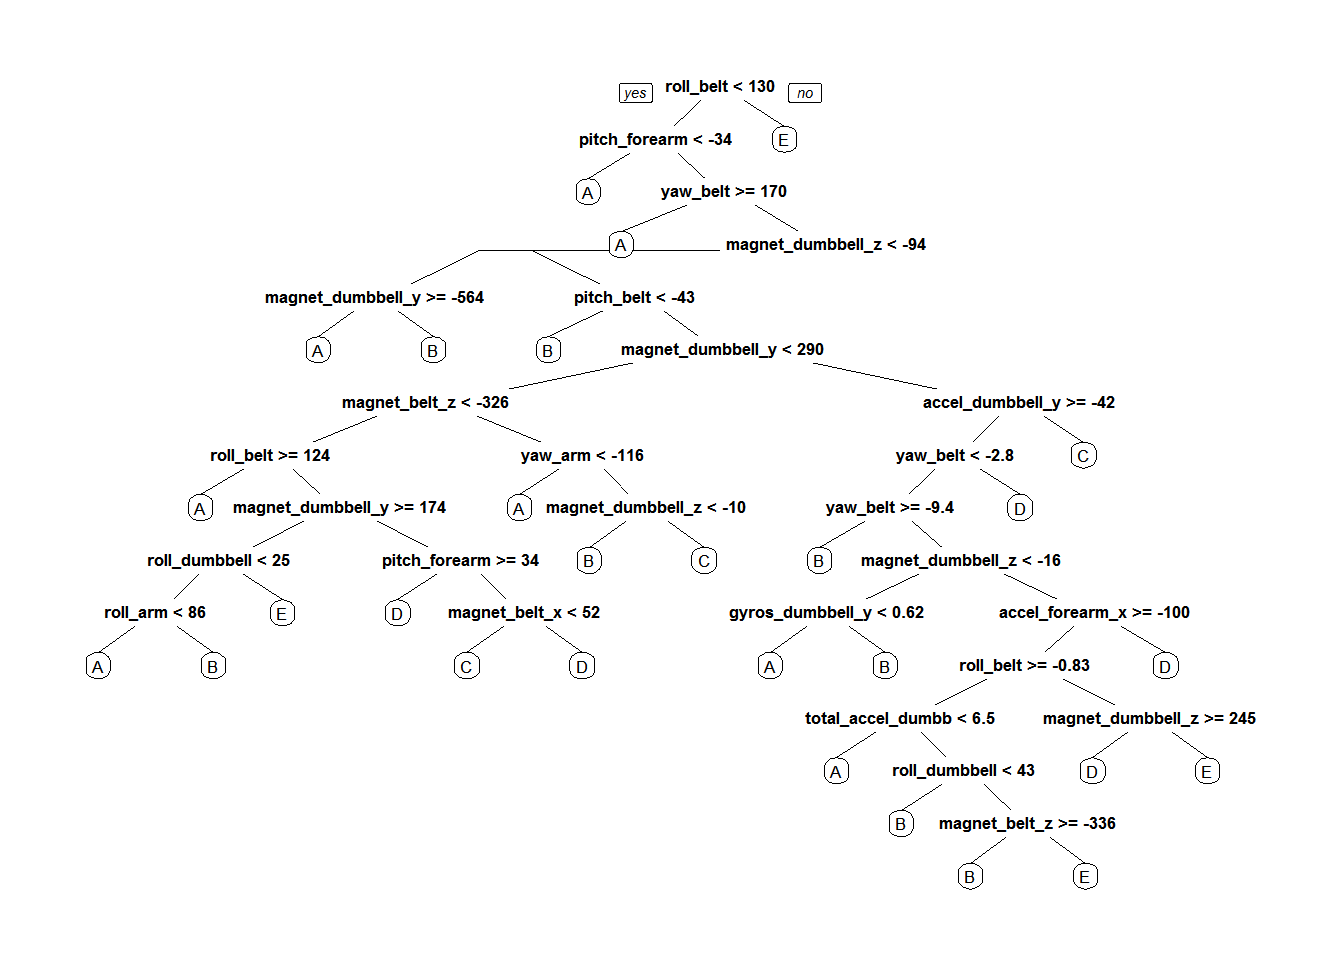 yes roll_belt < 130 no
pitch_forearm < -34 E
A yaw_belt >= 170
A magnet_dumbbell_z < -94
magnet_dumbbell_y >= -564 pitch_belt < -43
A B B magnet_dumbbell_y < 290
magnet_belt_z < -326 accel_dumbbell_y >= -42
roll_belt >= 124 yaw_arm < -116 yaw_belt < -2.8 C
A magnet_dumbbell_y >= 174 A magnet_dumbbell_z < -10 yaw_belt >= -9.4 D
roll_dumbbell < 25 pitch_forearm >= 34 B C B magnet_dumbbell_z < -16
roll_arm < 86 E D magnet_belt_x < 52 gyros_dumbbell_y < 0.62 accel_forearm_x >= -100
A B C D A B roll_belt >= -0.83 D
total_accel_dumbb < 6.5 magnet_dumbbell_z >= 245
A roll_dumbbell < 43 D E
B magnet_belt_z >= -336
B E